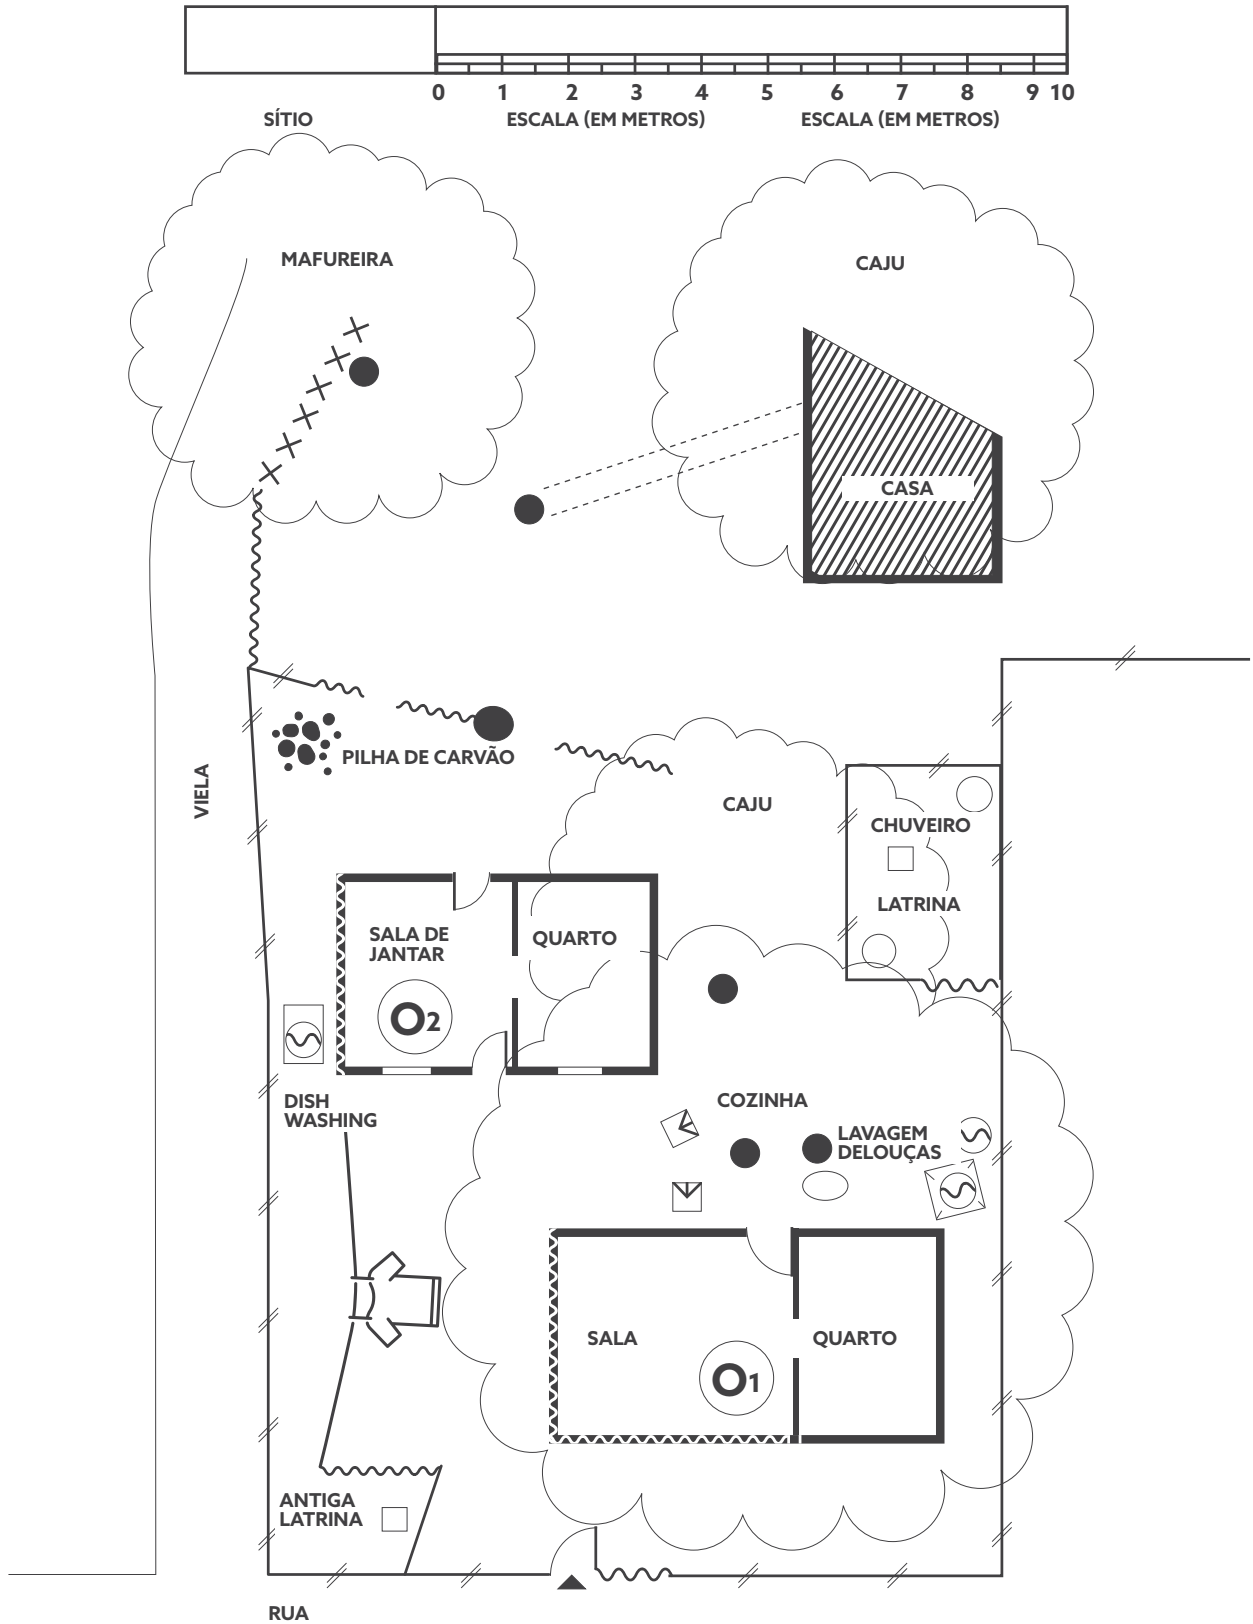 0 1 2 3 4 5 6 7 8 9 10
SÍTIO
ESCALA (EM METROS)
ESCALA (EM METROS)
MAFUREIRA
CAJU
CASA
PILHA DE CARVÃO
VIELA
CAJU
CHUVEIRO
LATRINA
SALA DE
JANTAR
QUARTO
O2
DISH
WASHING
COZINHA
LAVAGEM
DELOUÇAS
SALA
QUARTO
O1
ANTIGA
LATRINA
RUA